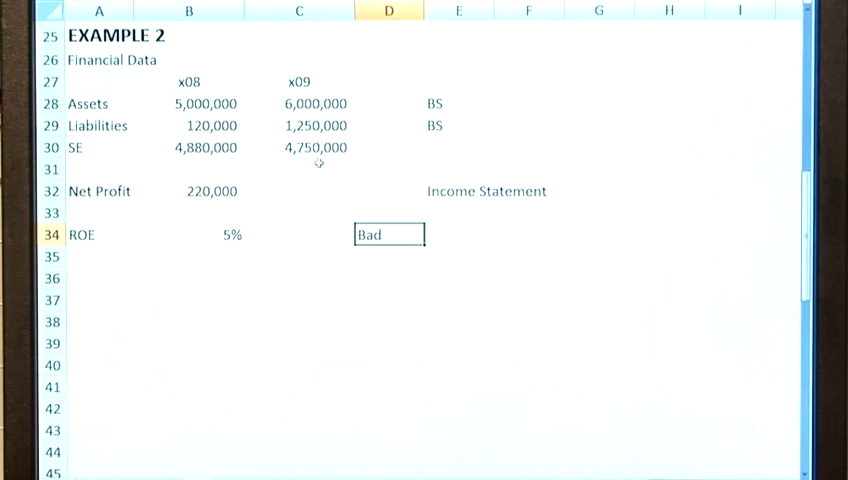 A B C D E F G H I
25 EXAMPLE 2
26 Financial Data
27 x08 x09
28 Assets 5,000,000 6,000,000 BS
29 Liabilities 120,000 1,250,000 BS
30 SE 4,880,000 4,750,000
31
32 Net Profit 220,000 Income Statement
33
34 ROE 5% Bad
35
36
37
38
39
40
41
42
43
44
45